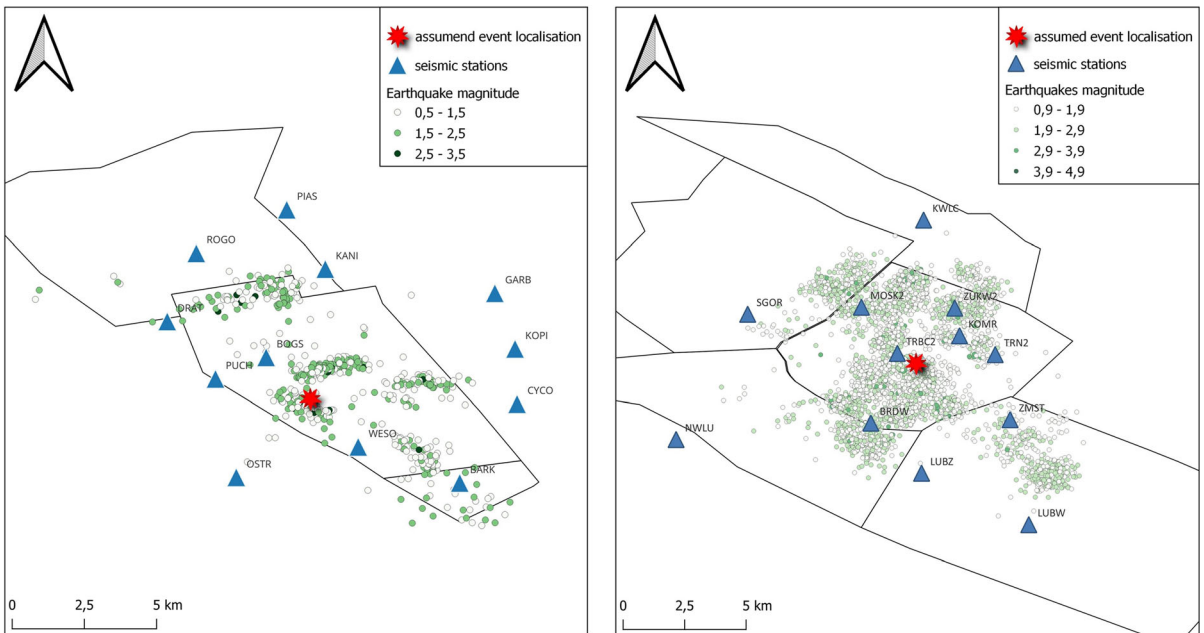 assumend event localisation
seismic stations
Earthquake magnitude
0,5 - 1,5
1,5 - 2,5
2,5 - 3,5
PIAS
ROGO
KANI
GARB
DRAT
KOPI
BOGS
PUCH
CYCO
WESO
OSTR
BARK
0 2,5 5 km
assumed event localisation
seismic stations
Earthquakes magnitude
0,9 - 1,9
1,9 - 2,9
2,9 - 3,9
3,9 - 4,9
KWLC
SGOR
MOSK2
ZUKW2
KOMR
TRBC2
TRN2
BRDW
ZMST
NWLU
LUBZ
LUBW
0 2,5 5 km